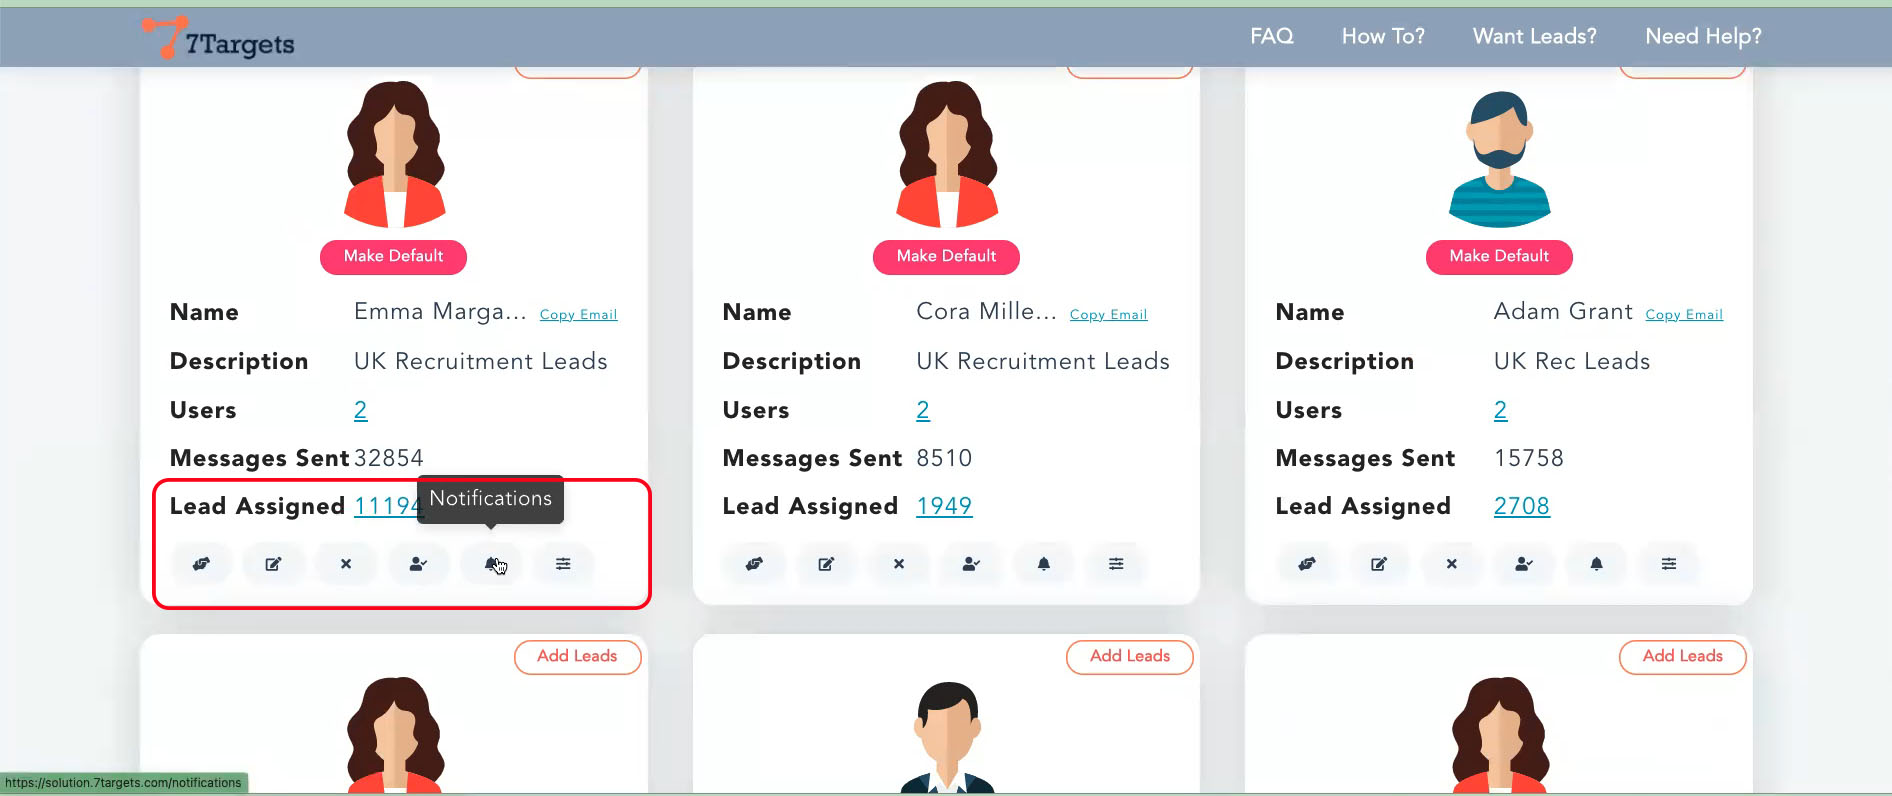 7Targets
FAQ How To? Want Leads? Need Help?
Make Default
Name Emma Marga... Copy Email
Description UK Recruitment Leads
Users 2
Messages Sent 32854
Lead Assigned 11194
Notifications
Make Default
Name Cora Mille... Copy Email
Description UK Recruitment Leads
Users 2
Messages Sent 8510
Lead Assigned 1949
Make Default
Name Adam Grant Copy Email
Description UK Rec Leads
Users 2
Messages Sent 15758
Lead Assigned 2708
Add Leads
Add Leads
Add Leads
https://solution.7targets.com/notifications